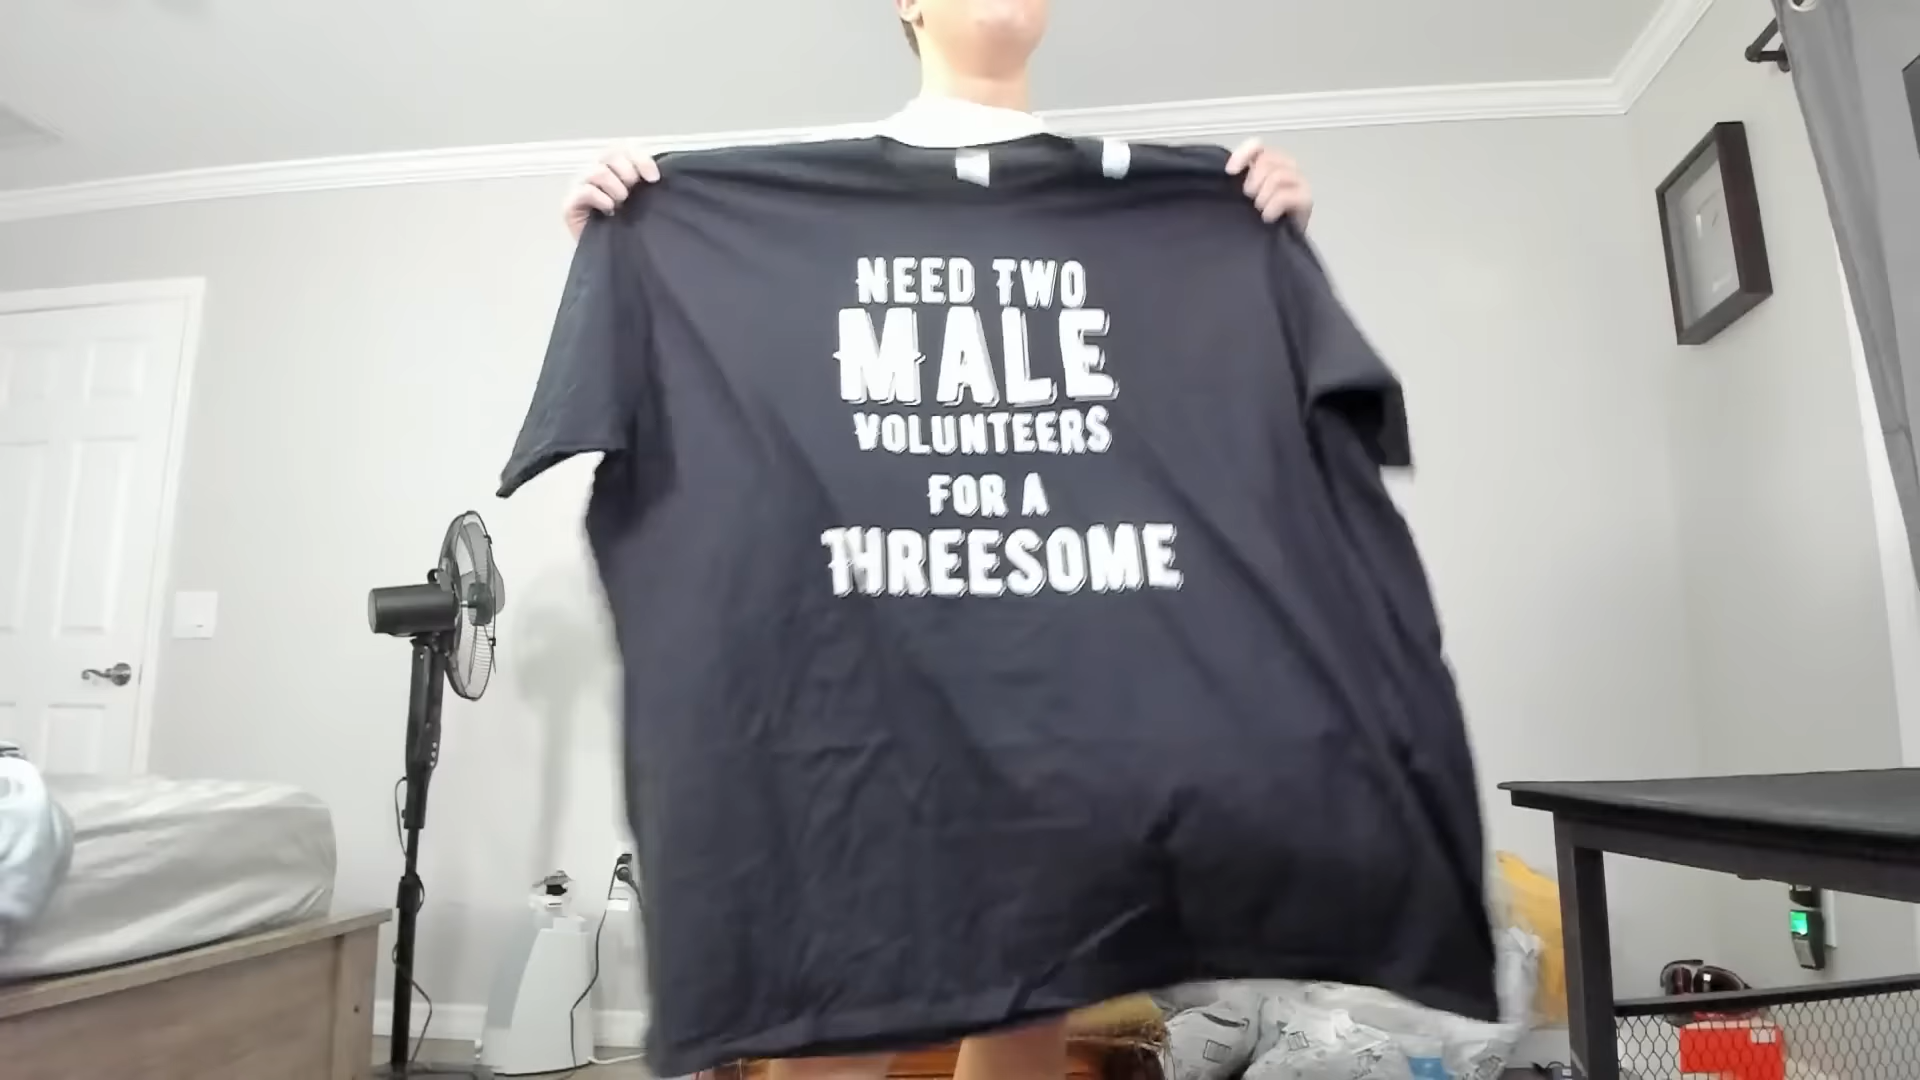 NEED TWO
MALE
VOLUNTEERS
FOR A
THREESOME